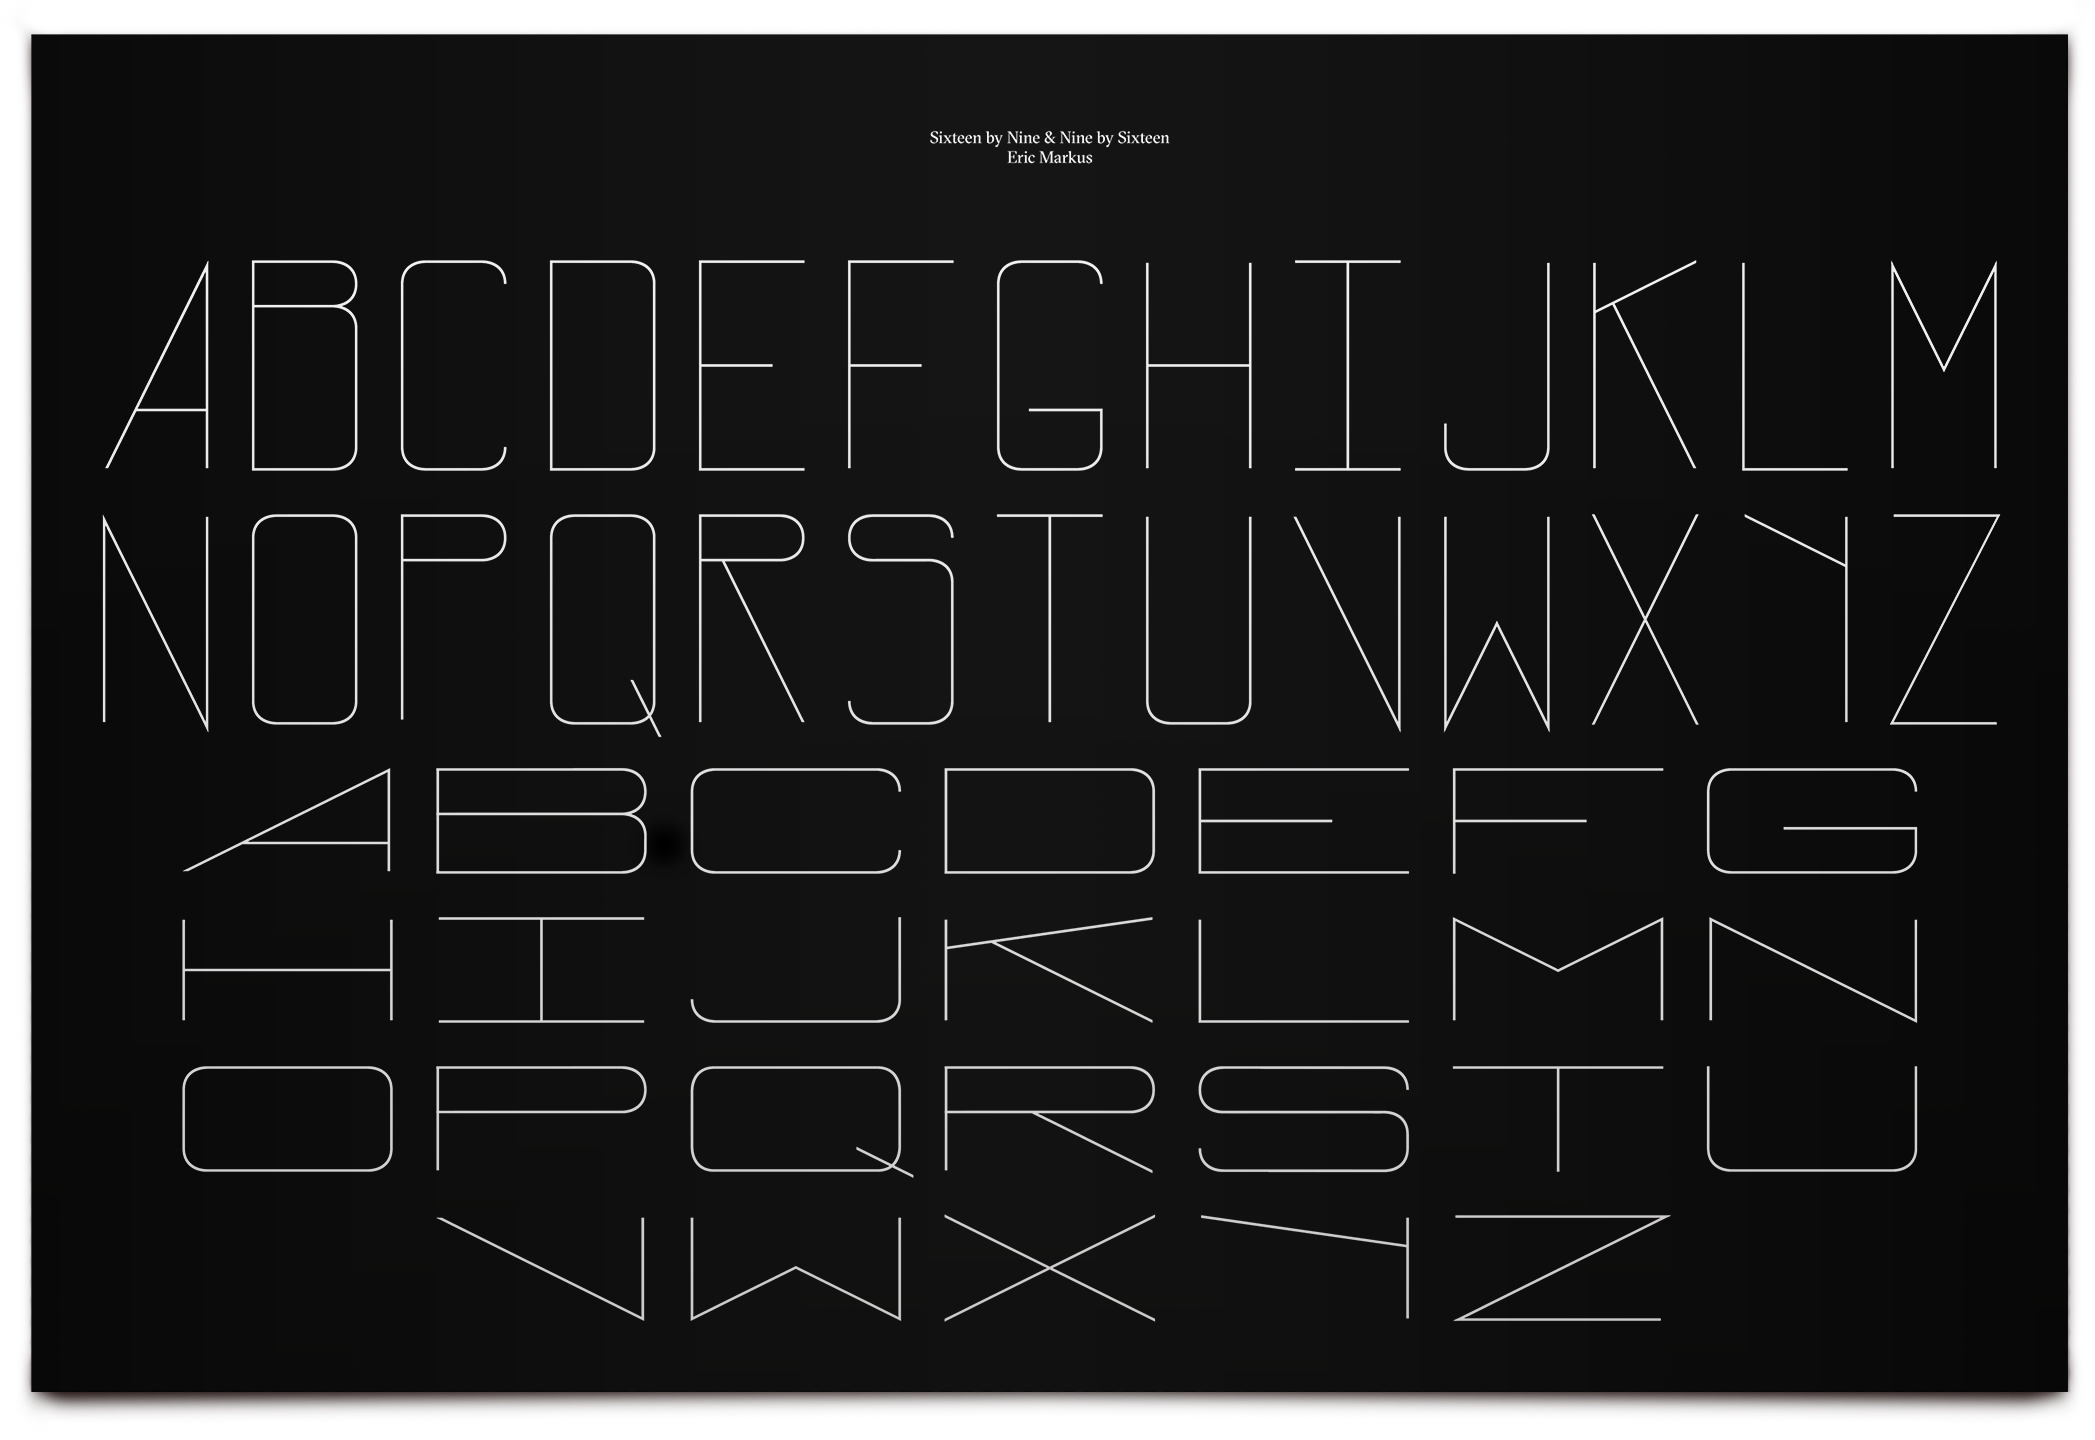 Sixteen by Nine & Nine by Sixteen
Eric Markus
ABCDEFGHIJKLM
NOPQRSTUVWXYZ
ABCDEFG
HIJKLMN
OPQRSTU
VWXYZ